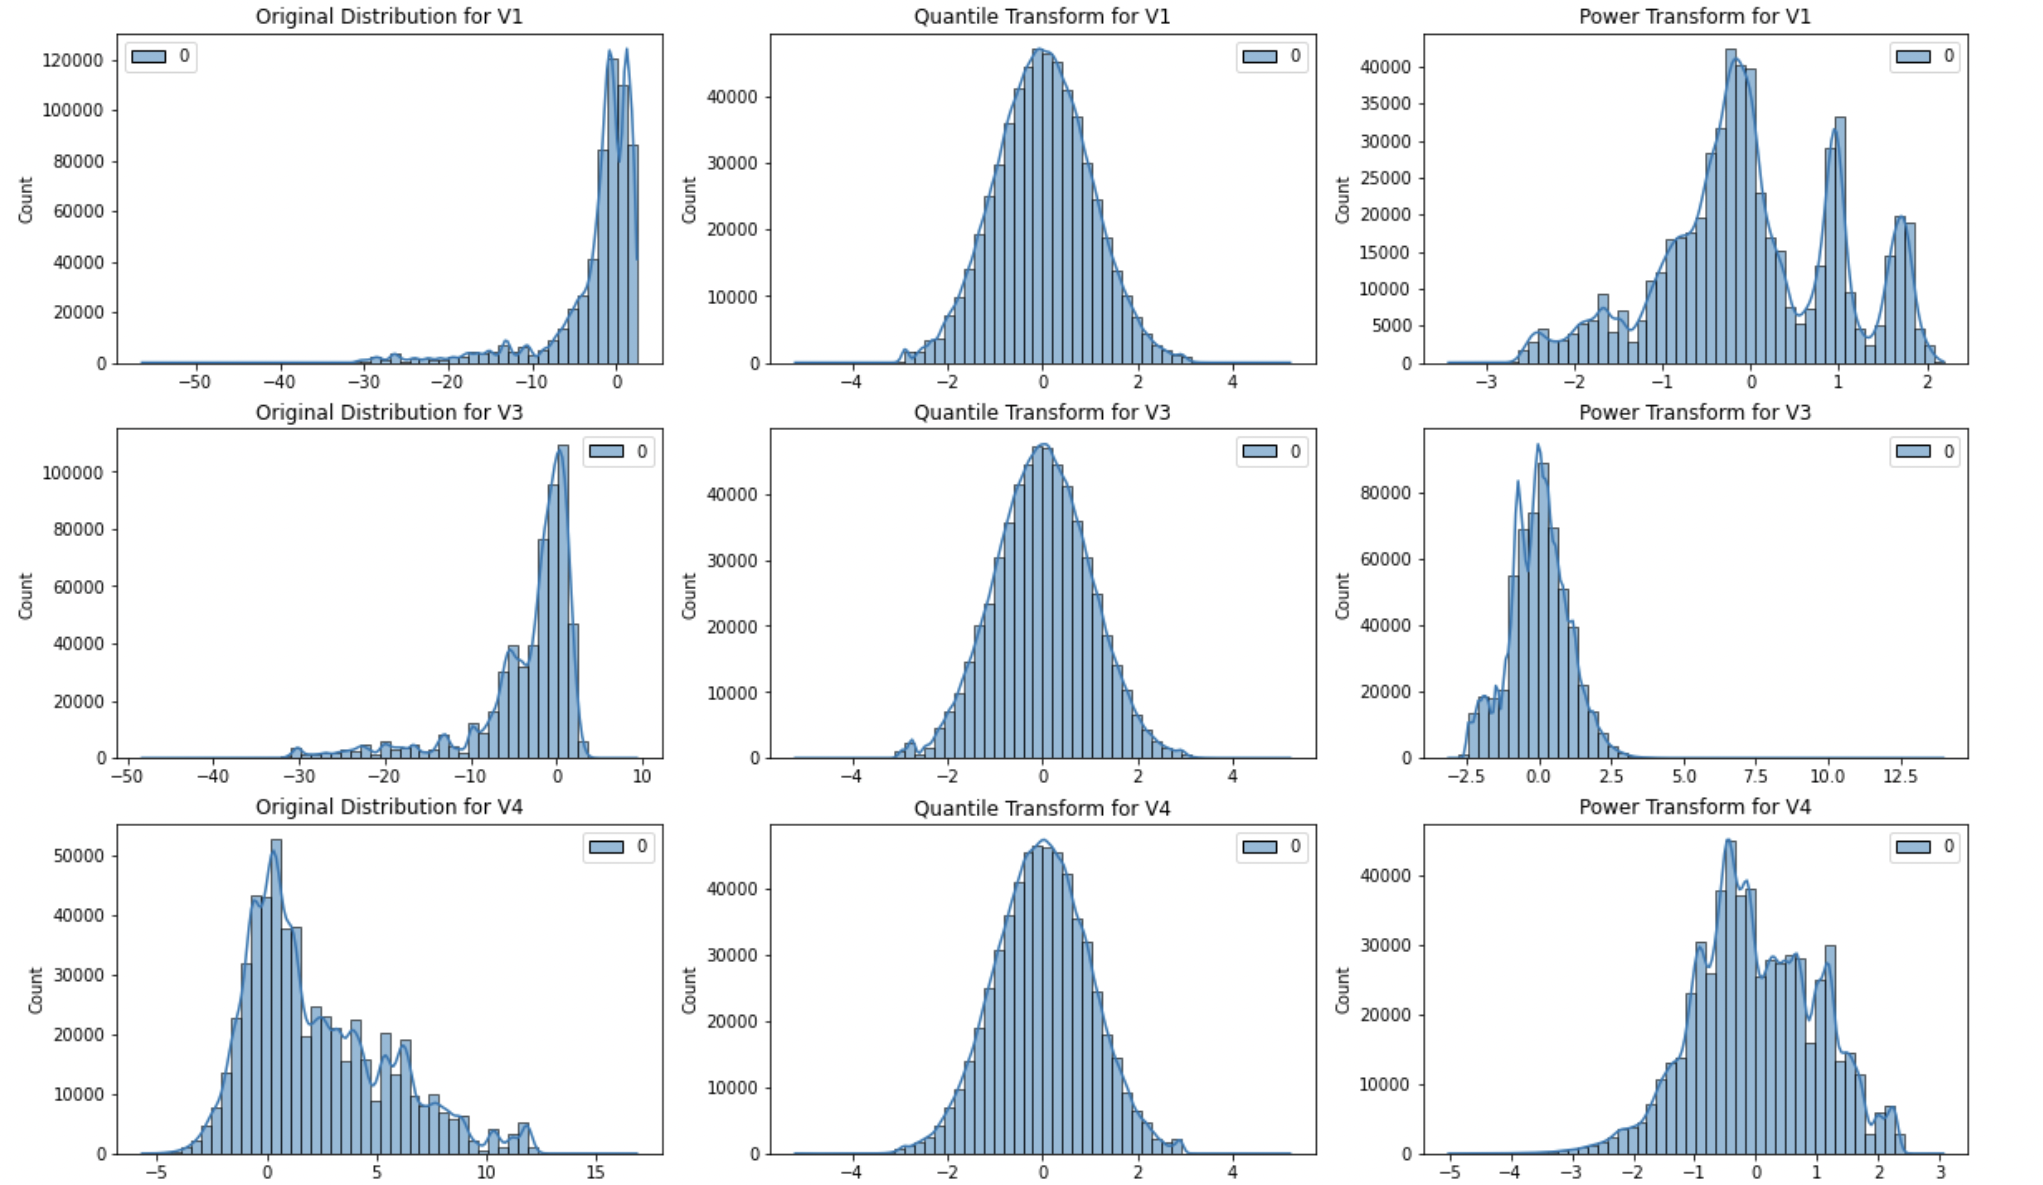 Original Distribution for V1
0
Count
120000
100000
80000
60000
40000
20000
0
−50 −40 −30 −20 −10 0
Quantile Transform for V1
0
Count
40000
30000
20000
10000
0
−4 −2 0 2 4
Power Transform for V1
0
Count
40000
35000
30000
25000
20000
15000
10000
5000
0
−3 −2 −1 0 1 2
Original Distribution for V3
0
Count
100000
80000
60000
40000
20000
0
−50 −40 −30 −20 −10 0 10
Quantile Transform for V3
0
Count
40000
30000
20000
10000
0
−4 −2 0 2 4
Power Transform for V3
0
Count
80000
60000
40000
20000
0
−2.5 0.0 2.5 5.0 7.5 10.0 12.5
Original Distribution for V4
0
Count
50000
40000
30000
20000
10000
0
−5 0 5 10 15
Quantile Transform for V4
0
Count
40000
30000
20000
10000
0
−4 −2 0 2 4
Power Transform for V4
0
Count
40000
30000
20000
10000
0
−5 −4 −3 −2 −1 0 1 2 3